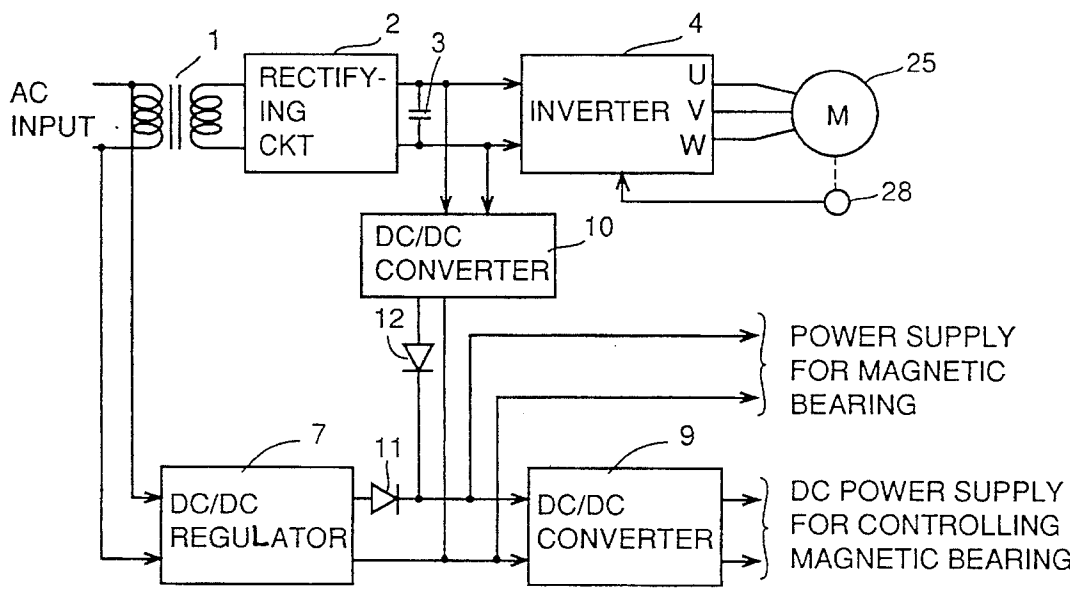 1
2
3
4
25
AC
INPUT
RECTIFY-
ING
CKT
INVERTER
U
V
W
M
28
10
DC/DC
CONVERTER
12
POWER SUPPLY
FOR MAGNETIC
BEARING
7
11
9
DC/DC
REGULATOR
DC/DC
CONVERTER
DC POWER SUPPLY
FOR CONTROLLING
MAGNETIC BEARING